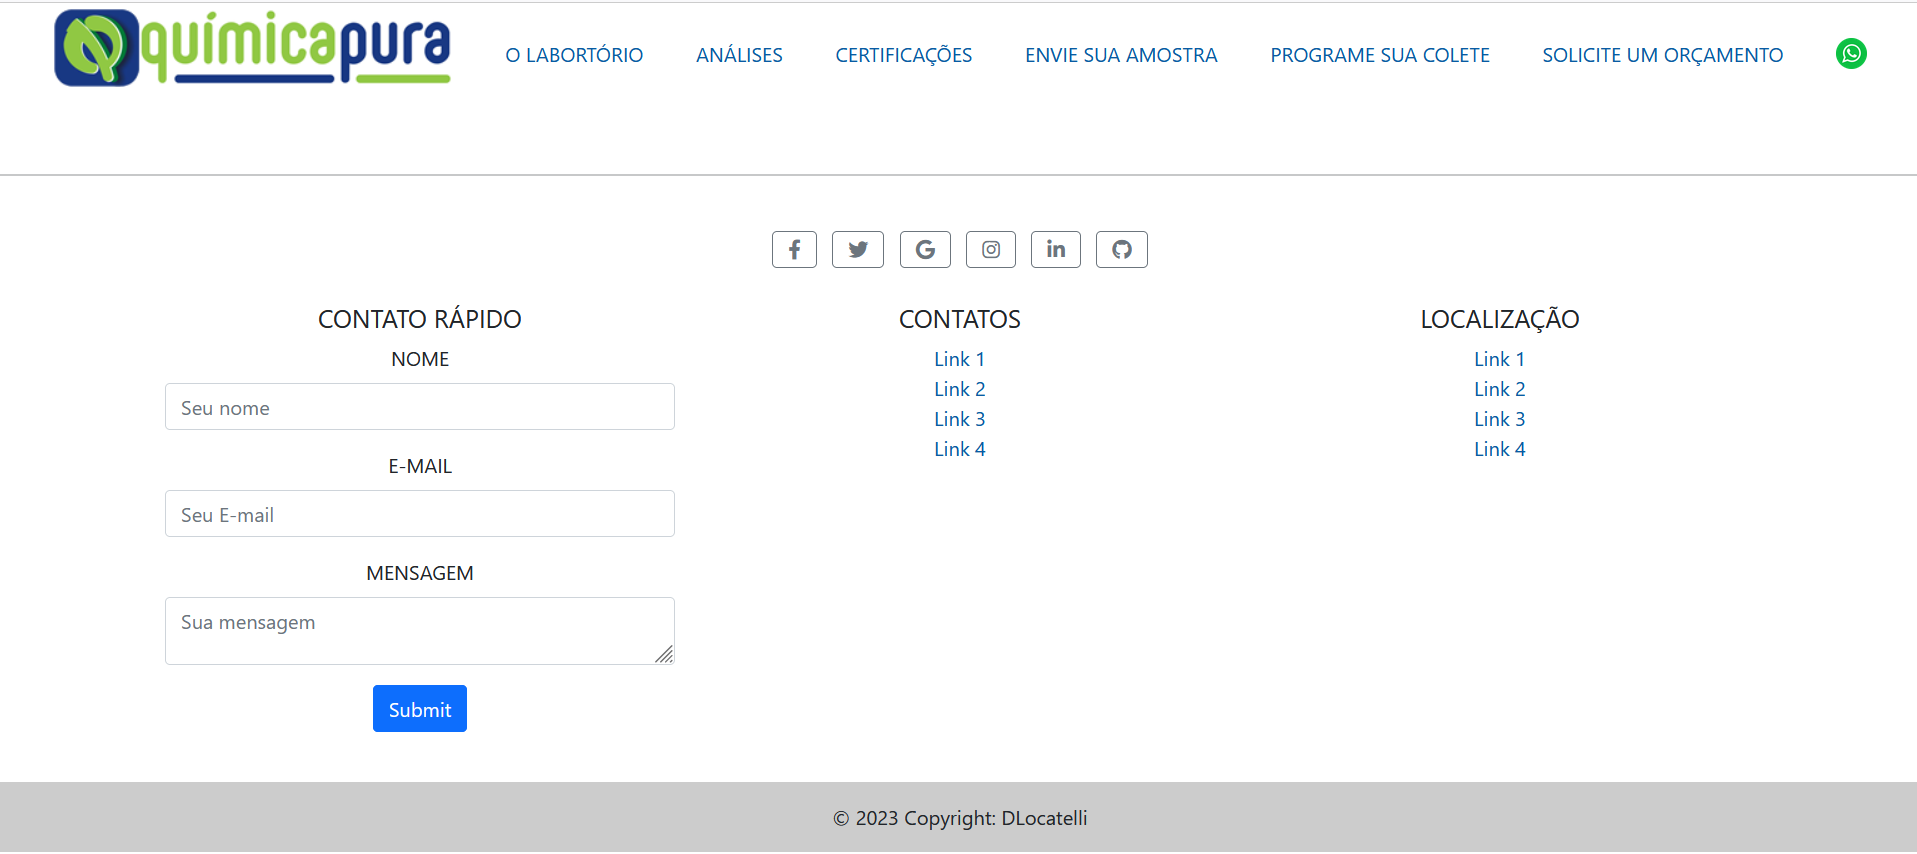 químicapura
O LABORTÓRIO
ANÁLISES
CERTIFICAÇÕES
ENVIE SUA AMOSTRA
PROGRAME SUA COLETE
SOLICITE UM ORÇAMENTO
CONTATO RÁPIDO
NOME
Seu nome
E-MAIL
Seu E-mail
MENSAGEM
Sua mensagem
Submit
CONTATOS
Link 1
Link 2
Link 3
Link 4
LOCALIZAÇÃO
Link 1
Link 2
Link 3
Link 4
© 2023 Copyright: DLocatelli